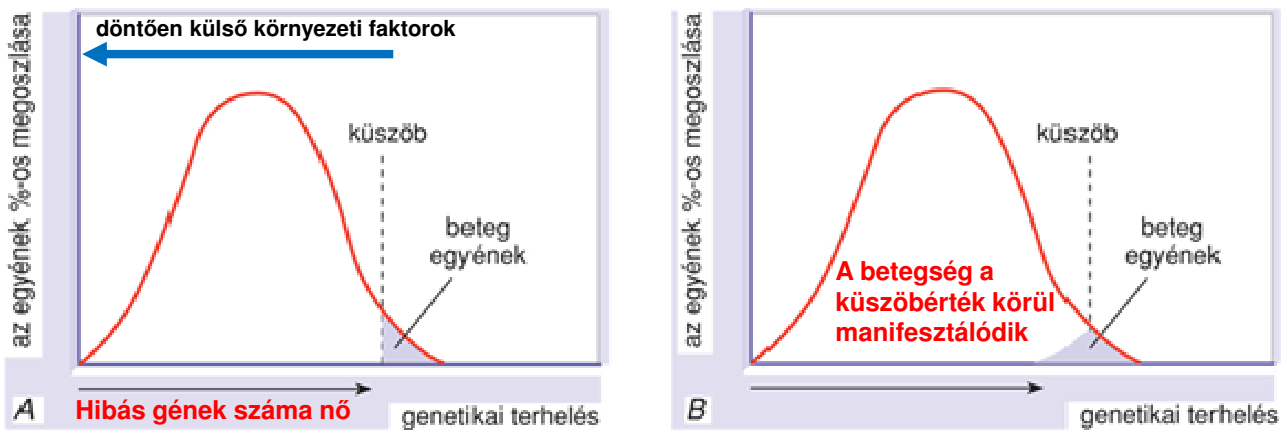 az egyének %-os megoszlása
döntően külső környezeti faktorok
küszöb
beteg
egyének
A
Hibás gének száma nő
genetikai terhelés
az egyének %-os megoszlása
küszöb
beteg
egyének
A betegség a
küszöbérték körül
manifesztálódik
B
genetikai terhelés